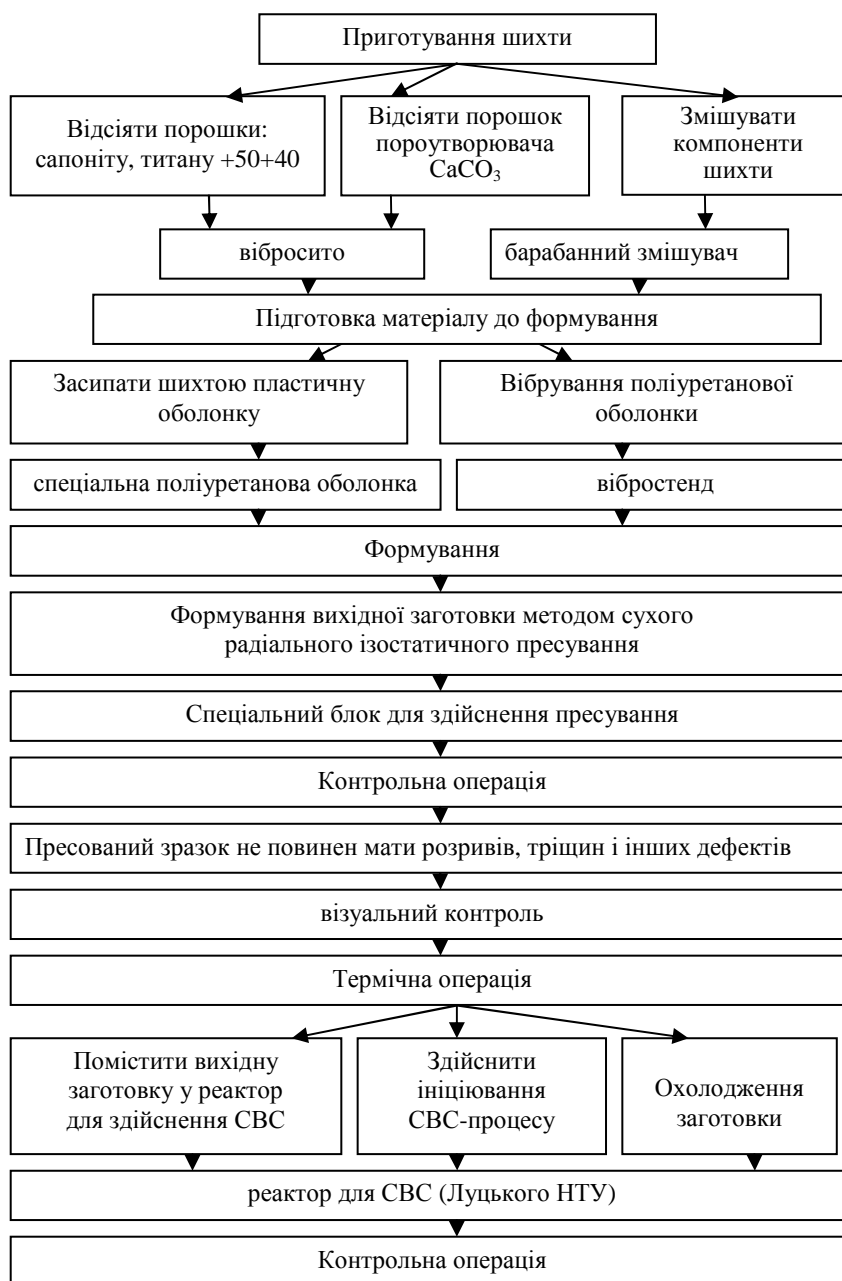 Приготування шихти
Відсіяти порошки:
сапоніту, титану +50+40
Відсіяти порошок
пороутворювача
CaCO₃
Змішувати
компоненти
шихти
вібросито
барабанний змішувач
Підготовка матеріалу до формування
Засипати шихтою пластичну
оболонку
Вібрування поліуретанової
оболонки
спеціальна поліуретанова оболонка
вібростенд
Формування
Формування вихідної заготовки методом сухого
радіального ізостатичного пресування
Спеціальний блок для здійснення пресування
Контрольна операція
Пресований зразок не повинен мати розривів, тріщин і інших дефектів
візуальний контроль
Термічна операція
Помістити вихідну
заготовку у реактор
для здійснення СВС
Здійснити
ініціювання
СВС-процесу
Охолодження
заготовки
реактор для СВС (Луцького НТУ)
Контрольна операція